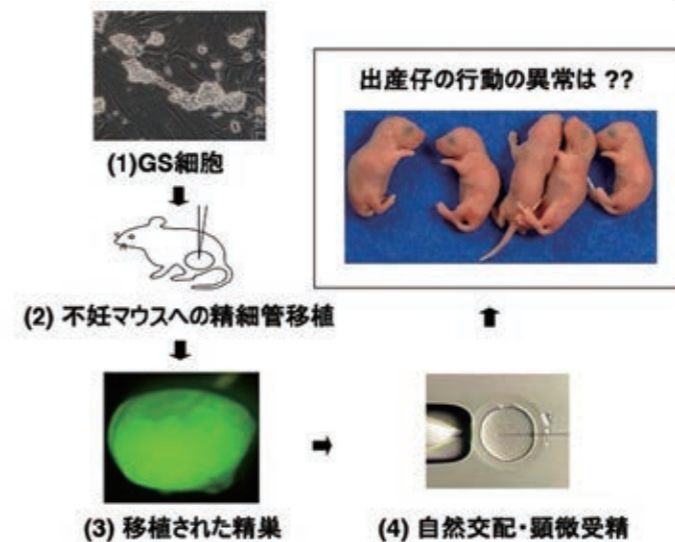 (1)GS細胞
(2) 不妊マウスへの精細管移植
(3) 移植された精巣
(4) 自然交配・顕微受精
出産仔の行動の異常は ??